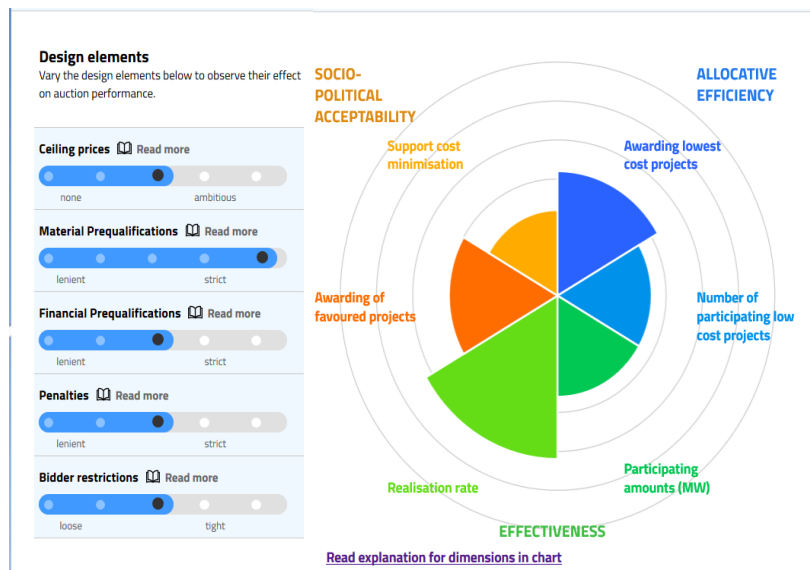 Design elements
Vary the design elements below to observe their effect
on auction performance.
Ceiling prices Read more
none ambitious
Material Prequalifications Read more
lenient strict
Financial Prequalifications Read more
lenient strict
Penalties Read more
lenient strict
Bidder restrictions Read more
loose tight
SOCIO-
POLITICAL
ACCEPTABILITY
ALLOCATIVE
EFFICIENCY
Support cost
minimisation
Awarding lowest
cost projects
Awarding of
favoured projects
Number of
participating low
cost projects
Realisation rate
Participating
amounts (MW)
EFFECTIVENESS
Read explanation for dimensions in chart